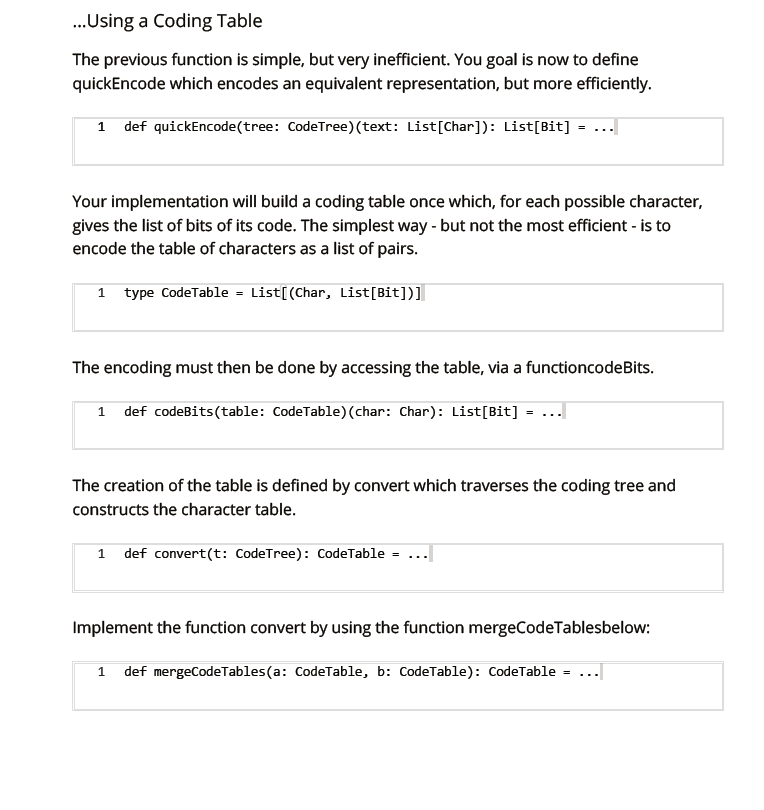 ...Using a Coding Table
The previous function is simple, but very inefficient. You goal is now to define
quickEncode which encodes an equivalent representation, but more efficiently.
1 def quickEncode(tree: CodeTree)(text: List[Char]): List[Bit] = ...
Your implementation will build a coding table once which, for each possible character,
gives the list of bits of its code. The simplest way - but not the most efficient - is to
encode the table of characters as a list of pairs.
1 type CodeTable = List[(Char, List[Bit])]
The encoding must then be done by accessing the table, via a functioncodeBits.
1 def codeBits(table: CodeTable)(char: Char): List[Bit] = ...
The creation of the table is defined by convert which traverses the coding tree and
constructs the character table.
1 def convert(t: CodeTree): CodeTable = ...
Implement the function convert by using the function mergeCodeTablesbelow:
1 def mergeCodeTables(a: CodeTable, b: CodeTable): CodeTable = ...